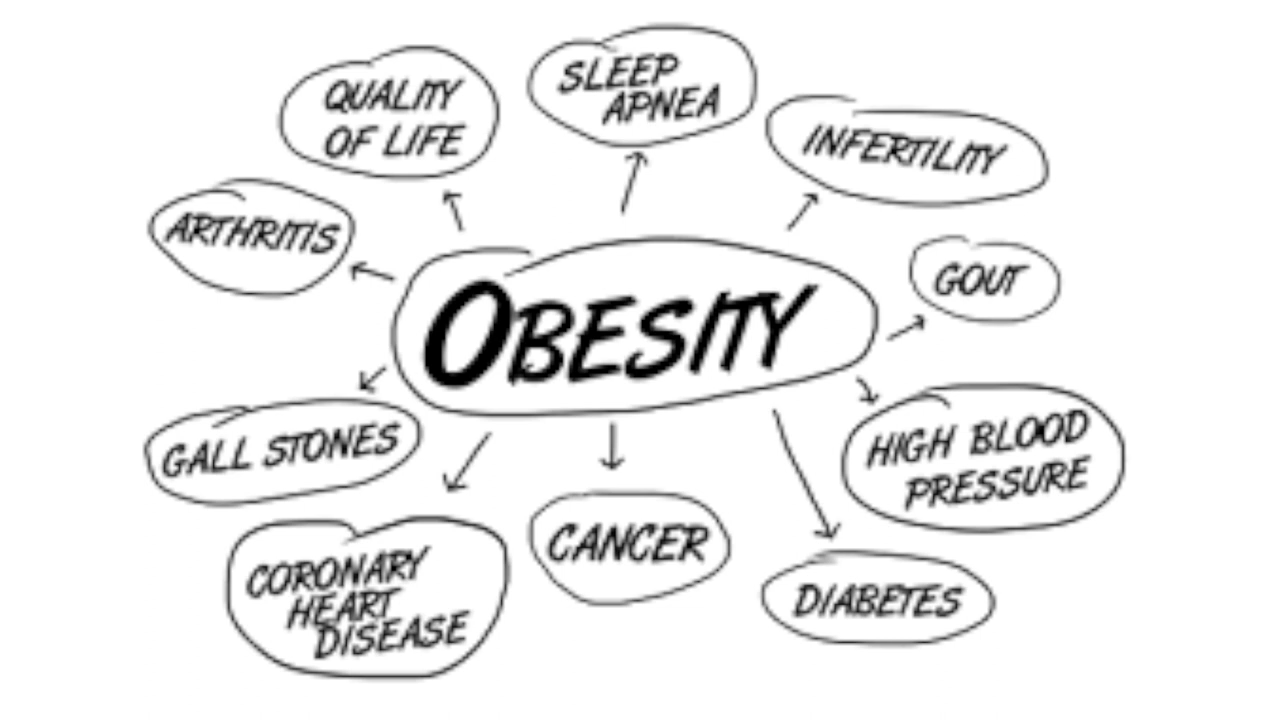 SLEEP
APNEA
QUALITY
OF LIFE
INFERTILITY
ARTHRITIS
GOUT
OBESITY
HIGH BLOOD
PRESSURE
GALL STONES
CANCER
CORONARY
HEART
DISEASE
DIABETES